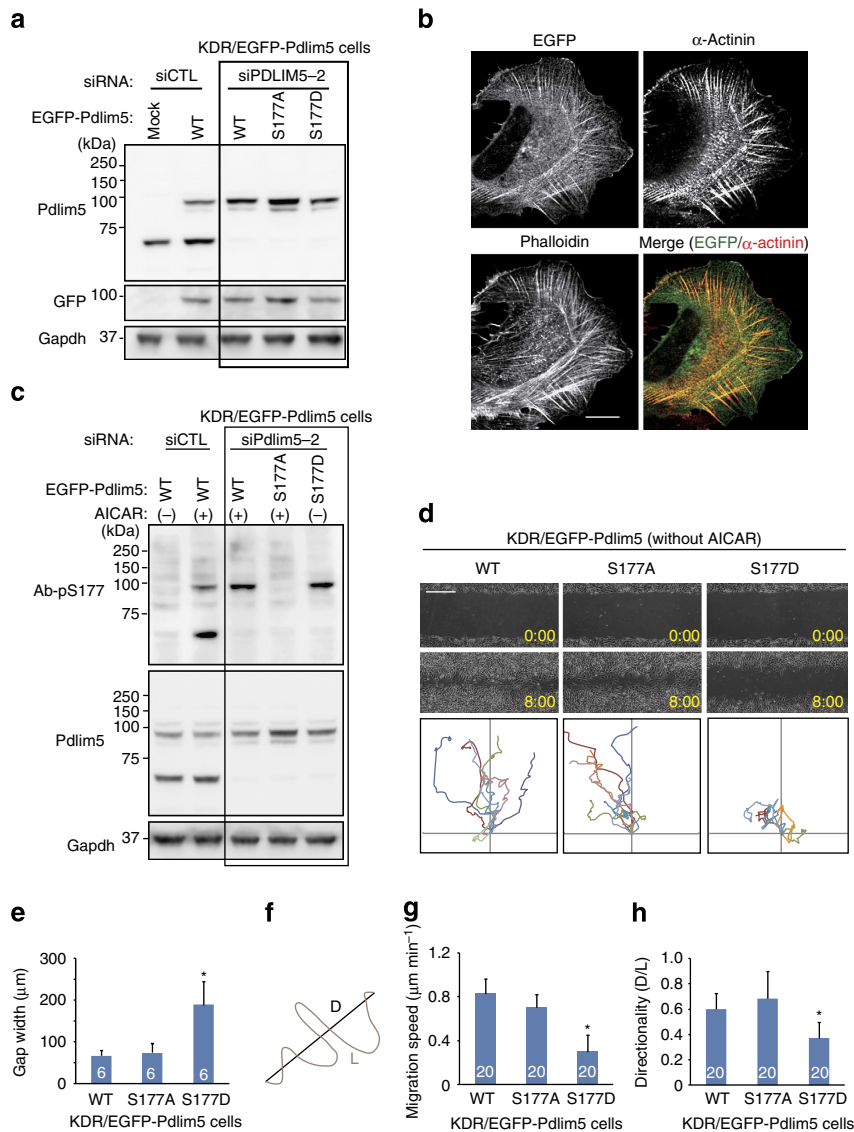 a
KDR/EGFP-Pdlim5 cells
siRNA: siCTL siPDLIM5–2
EGFP-Pdlim5: Mock WT WT S177A S177D
(kDa)
250
150
100
75
Pdlim5
GFP 100
Gapdh 37
b
EGFP α-Actinin
Phalloidin Merge (EGFP/α-actinin)
c
KDR/EGFP-Pdlim5 cells
siRNA: siCTL siPdlim5–2
EGFP-Pdlim5: WT WT WT S177A S177D
AICAR: (–) (+) (+) (+) (–)
(kDa)
250
150
100
75
Ab-pS177
250
150
100
75
Pdlim5
Gapdh 37
d
KDR/EGFP-Pdlim5 (without AICAR)
WT S177A S177D
0:00 0:00 0:00
8:00 8:00 8:00
e
Gap width (μm)
300
200
100
0
*
6 6 6
WT S177A S177D
KDR/EGFP-Pdlim5 cells
f
D
L
g
Migration speed (μm min⁻¹)
1.2
0.8
0.4
0
*
20 20 20
WT S177A S177D
KDR/EGFP-Pdlim5 cells
h
Directionality (D/L)
1.0
0.8
0.6
0.4
0.2
0
*
20 20 20
WT S177A S177D
KDR/EGFP-Pdlim5 cells